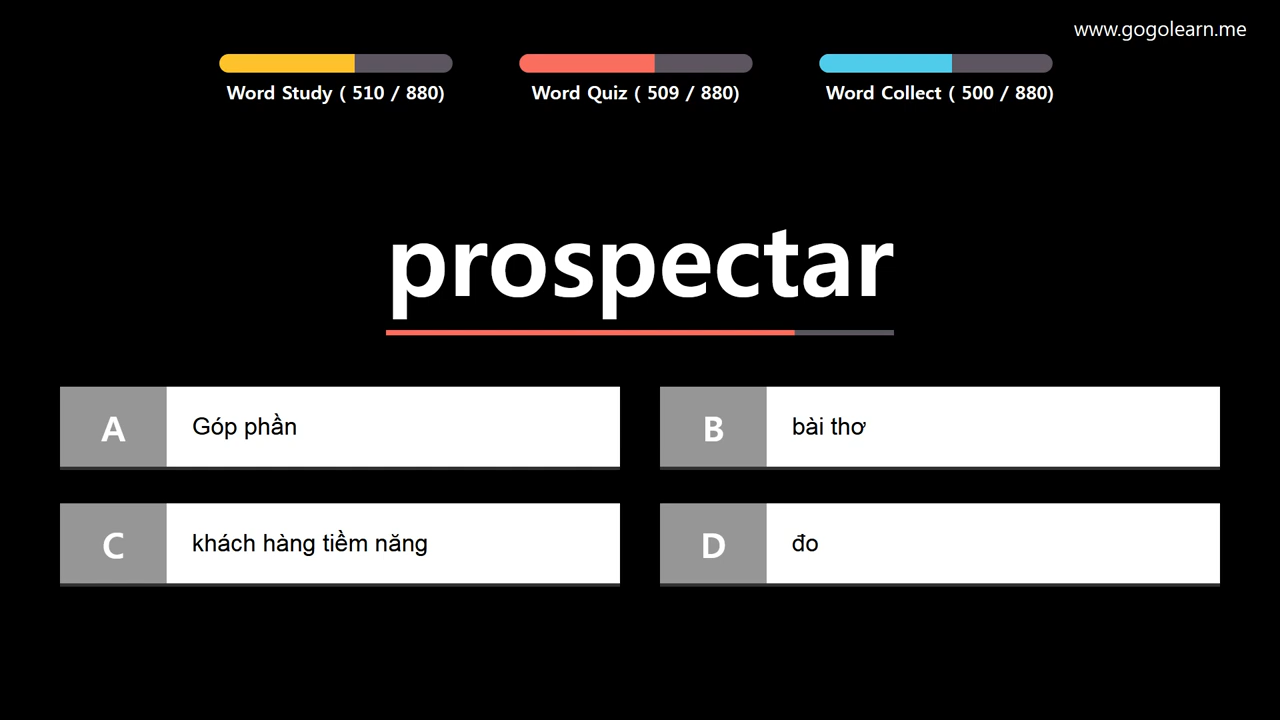 www.gogolearn.me
Word Study ( 510 / 880)
Word Quiz ( 509 / 880)
Word Collect ( 500 / 880)
prospectar
A
Góp phần
B
bài thơ
C
khách hàng tiềm năng
D
đo